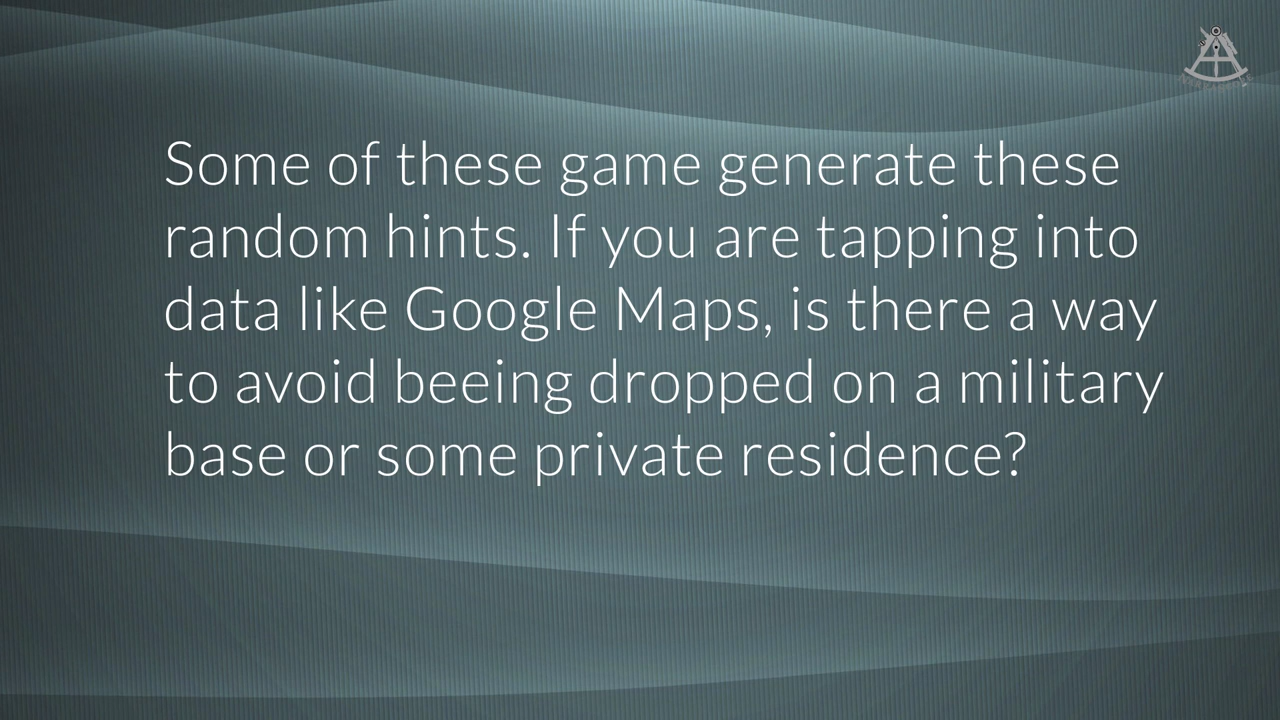 Some of these game generate these
random hints. If you are tapping into
data like Google Maps, is there a way
to avoid beeing dropped on a military
base or some private residence?